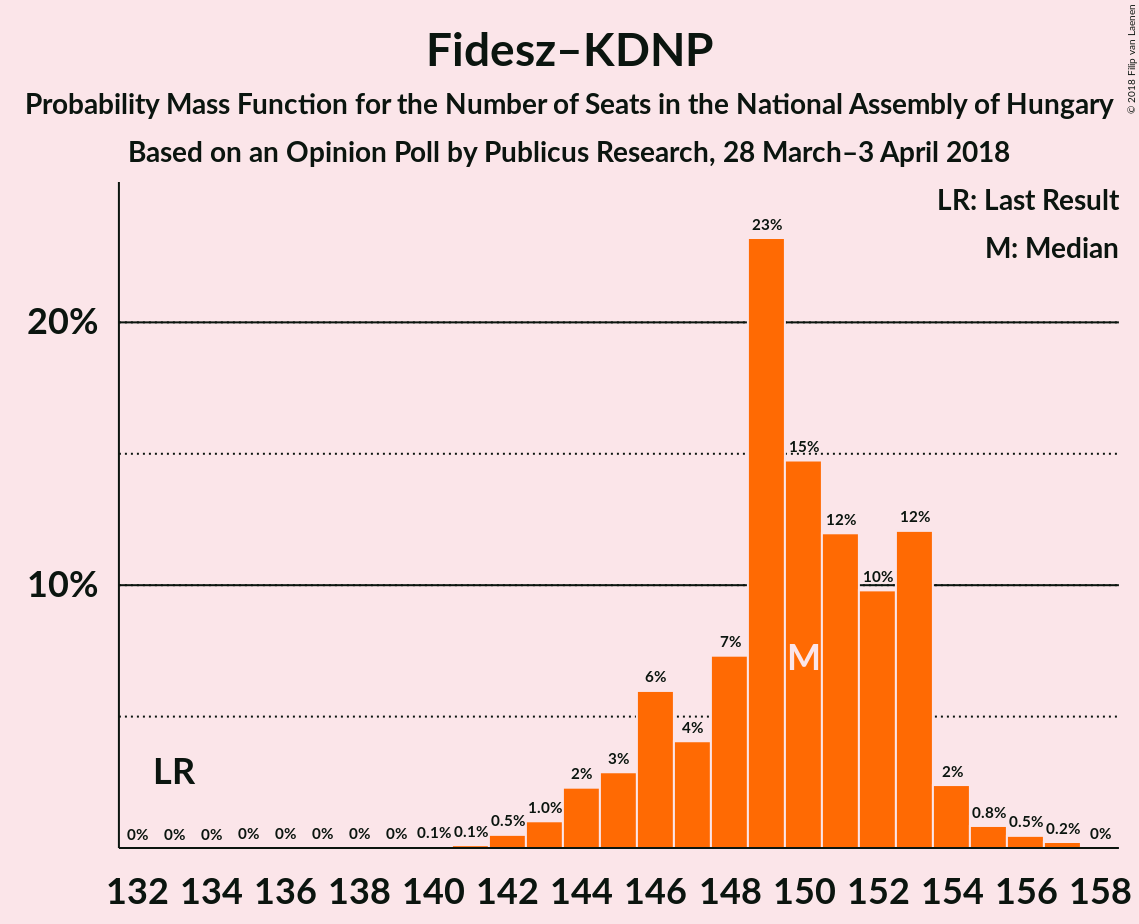 Fidesz–KDNP
Probability Mass Function for the Number of Seats in the National Assembly of Hungary
Based on an Opinion Poll by Publicus Research, 28 March–3 April 2018
© 2018 Filip van Laenen
LR: Last Result
M: Median
20%
10%
LR
M
0% 0% 0% 0% 0% 0% 0% 0% 0.1% 0.1% 0.5% 1.0% 2% 3% 6% 4% 7% 23% 15% 12% 10% 12% 2% 0.8% 0.5% 0.2% 0%
132 134 136 138 140 142 144 146 148 150 152 154 156 158